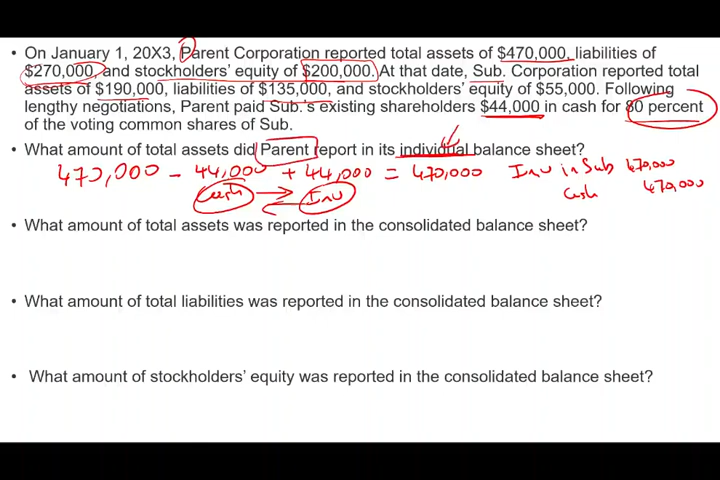 • On January 1, 20X3, Parent Corporation reported total assets of $470,000, liabilities of
$270,000, and stockholders' equity of $200,000. At that date, Sub. Corporation reported total
assets of $190,000, liabilities of $135,000, and stockholders' equity of $55,000. Following
lengthy negotiations, Parent paid Sub.'s existing shareholders $44,000 in cash for 80 percent
of the voting common shares of Sub.
• What amount of total assets did Parent report in its individual balance sheet?
470,000 - 44,000 + 44,000 = 470,000 Inv in Sub 470,000
Cash Inv Cash 470,000
• What amount of total assets was reported in the consolidated balance sheet?
• What amount of total liabilities was reported in the consolidated balance sheet?
• What amount of stockholders' equity was reported in the consolidated balance sheet?